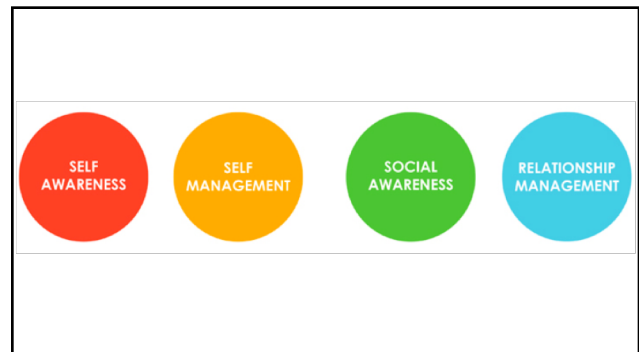 SELF
AWARENESS
SELF
MANAGEMENT
SOCIAL
AWARENESS
RELATIONSHIP
MANAGEMENT